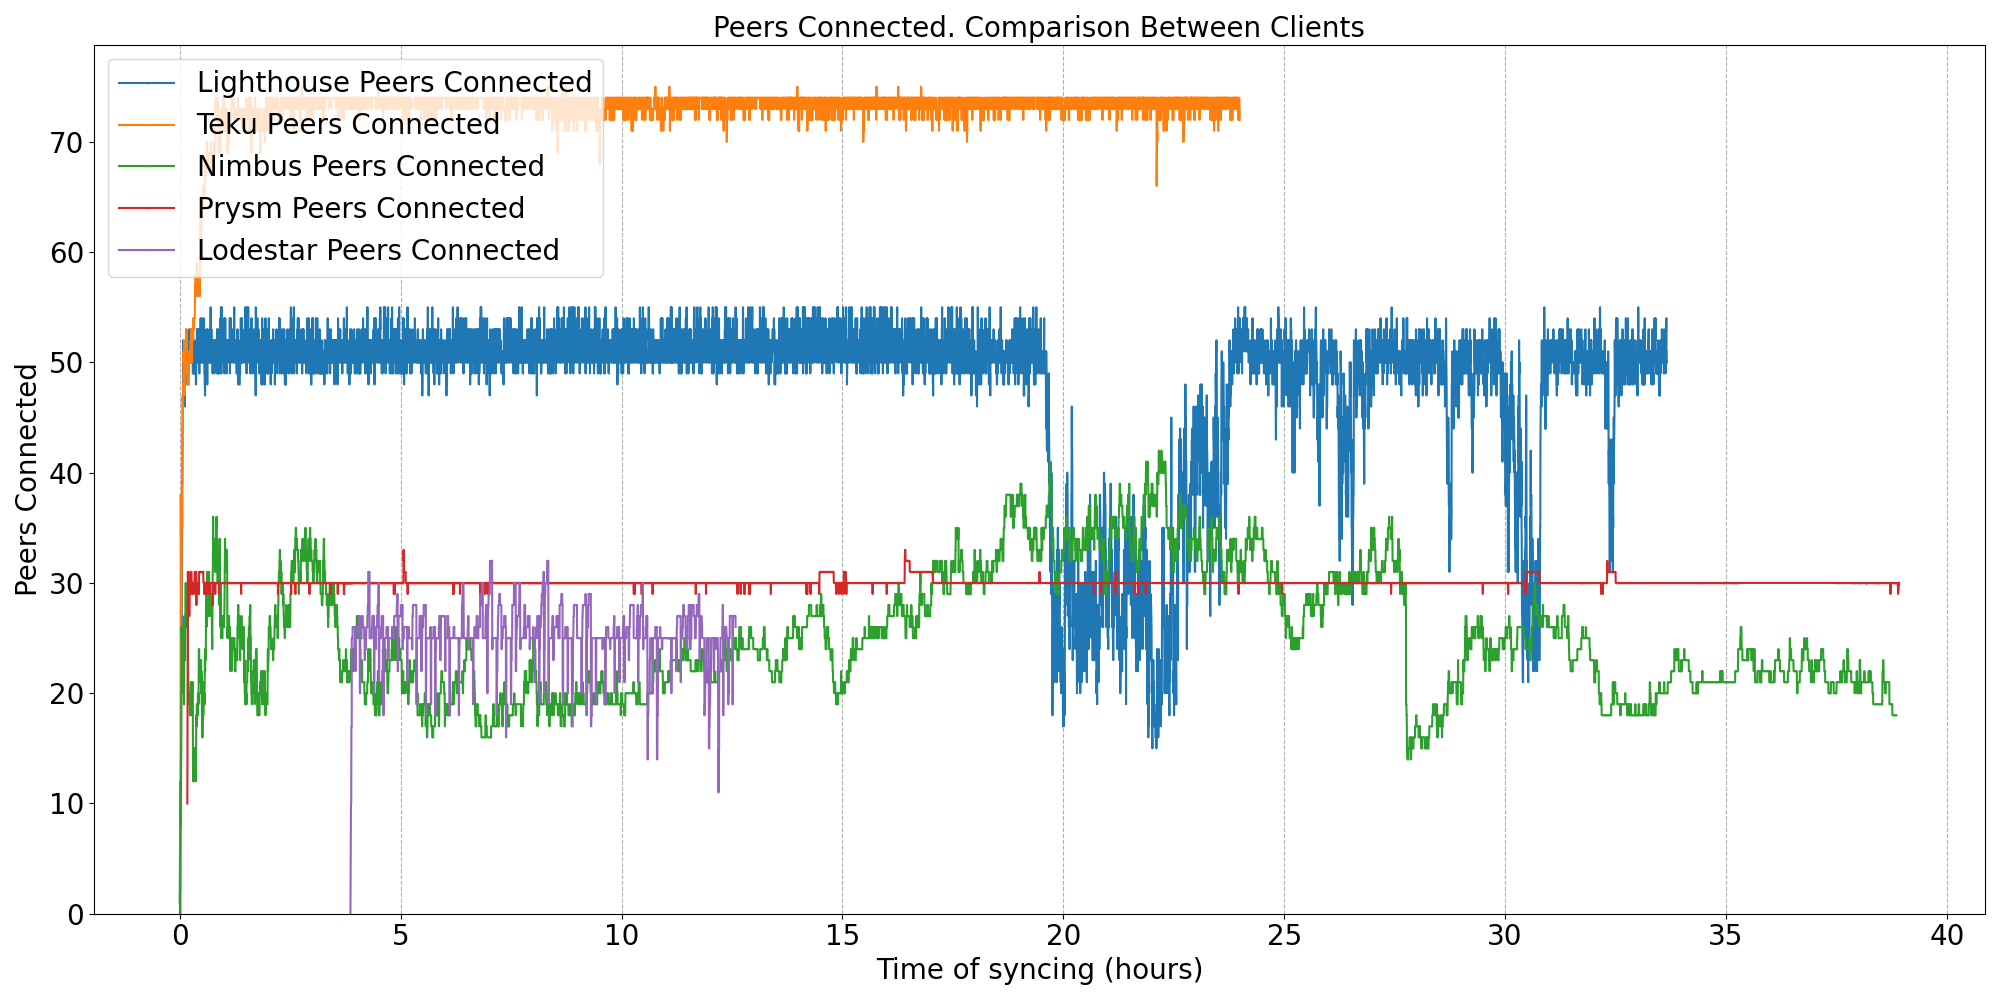 Peers Connected. Comparison Between Clients
Lighthouse Peers Connected
Teku Peers Connected
Nimbus Peers Connected
Prysm Peers Connected
Lodestar Peers Connected
Peers Connected
70
60
50
40
30
20
10
0
0 5 10 15 20 25 30 35 40
Time of syncing (hours)